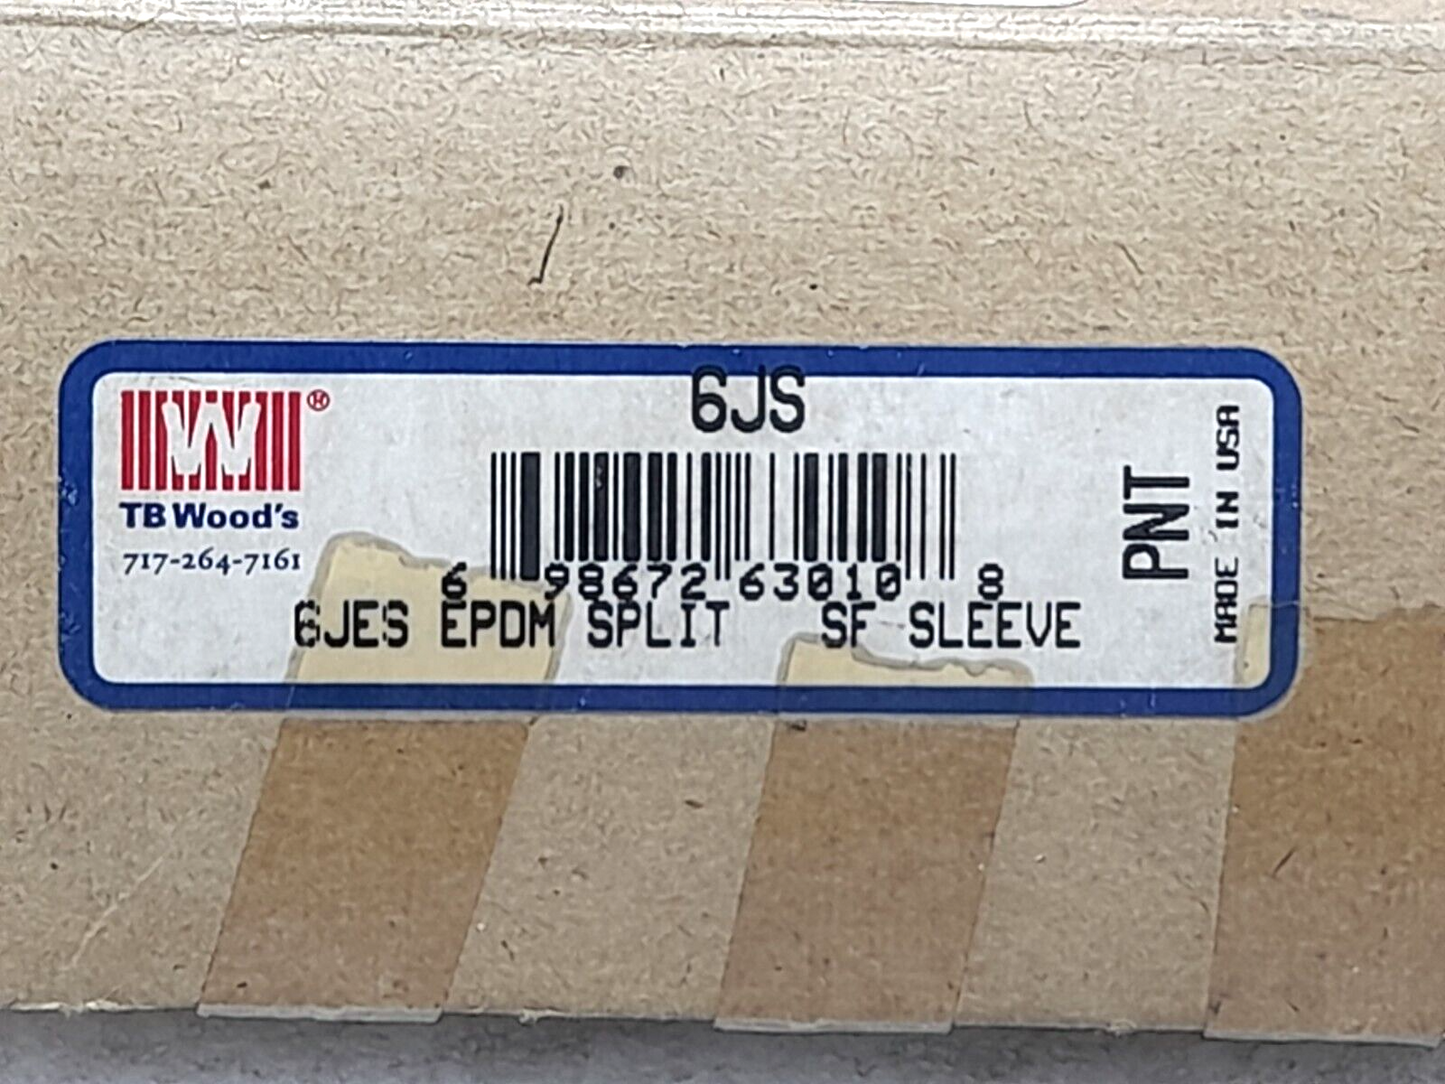 6JS
W®
TB Wood's
717-264-7161
6 98672 63010 8
6JES EPDM SPLIT SF SLEEVE
PNT
MADE IN USA